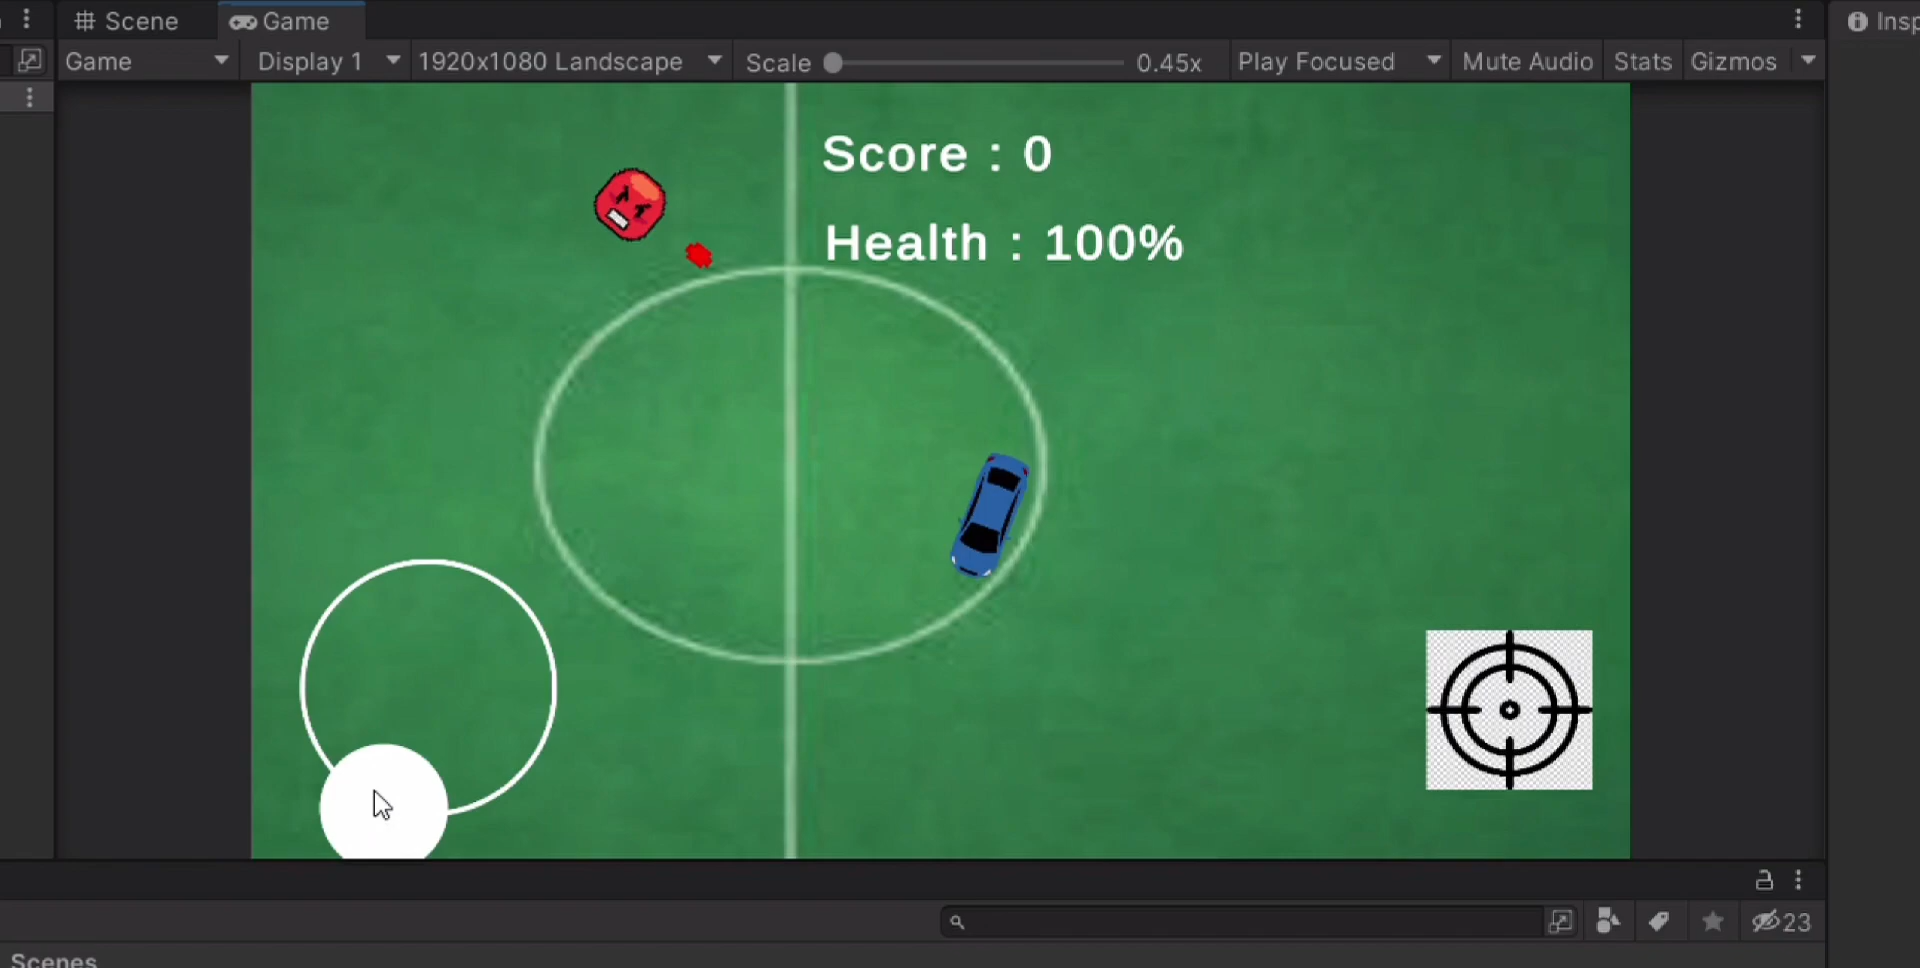 Scene
Game
Game
Display 1
1920x1080 Landscape
Scale
0.45x
Play Focused
Mute Audio
Stats
Gizmos
Score : 0
Health : 100%
23
Scenes